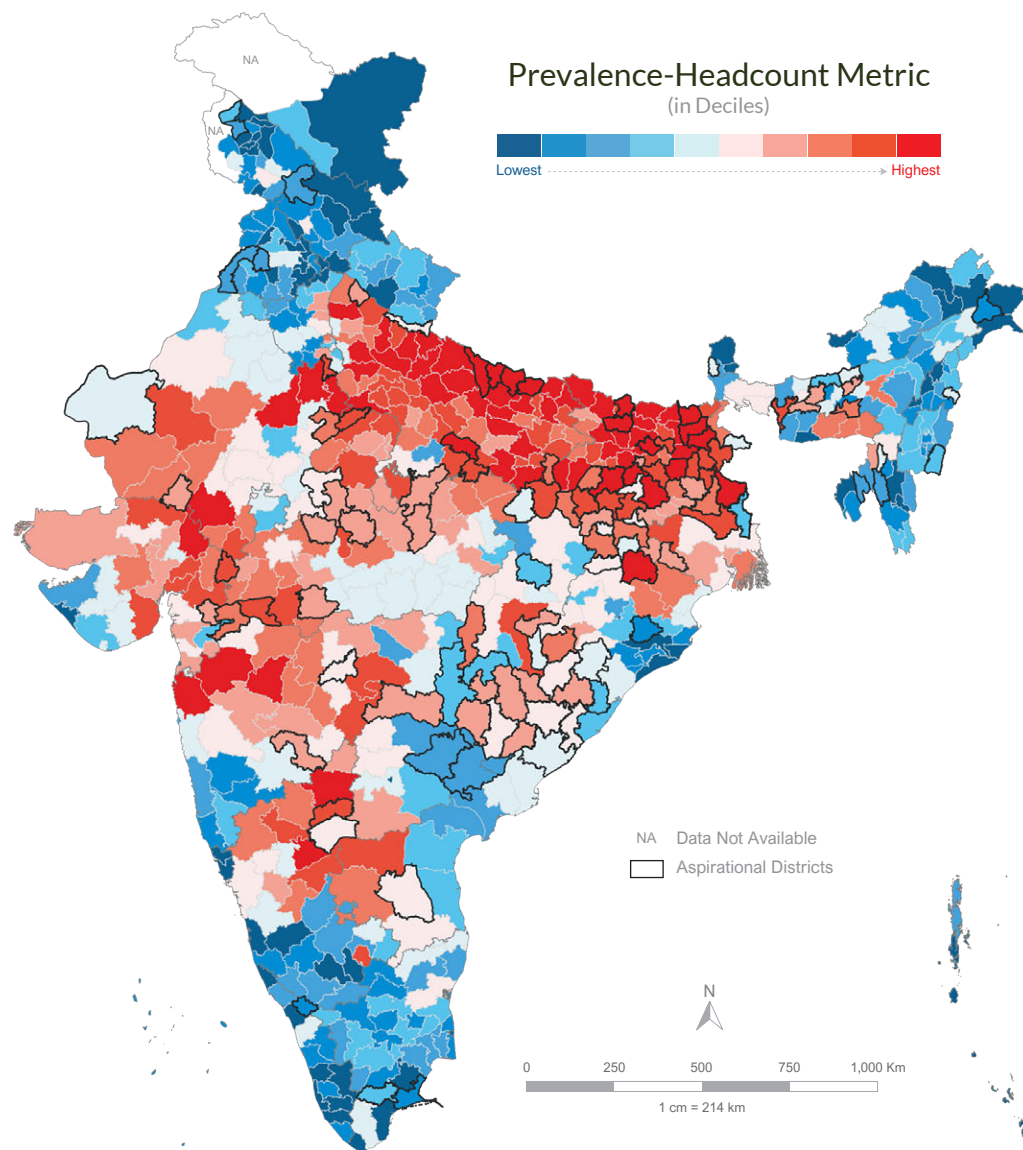 NA
Prevalence-Headcount Metric
(in Deciles)
NA
Lowest
Highest
NA Data Not Available
Aspirational Districts
N
0 250 500 750 1,000 Km
1 cm = 214 km